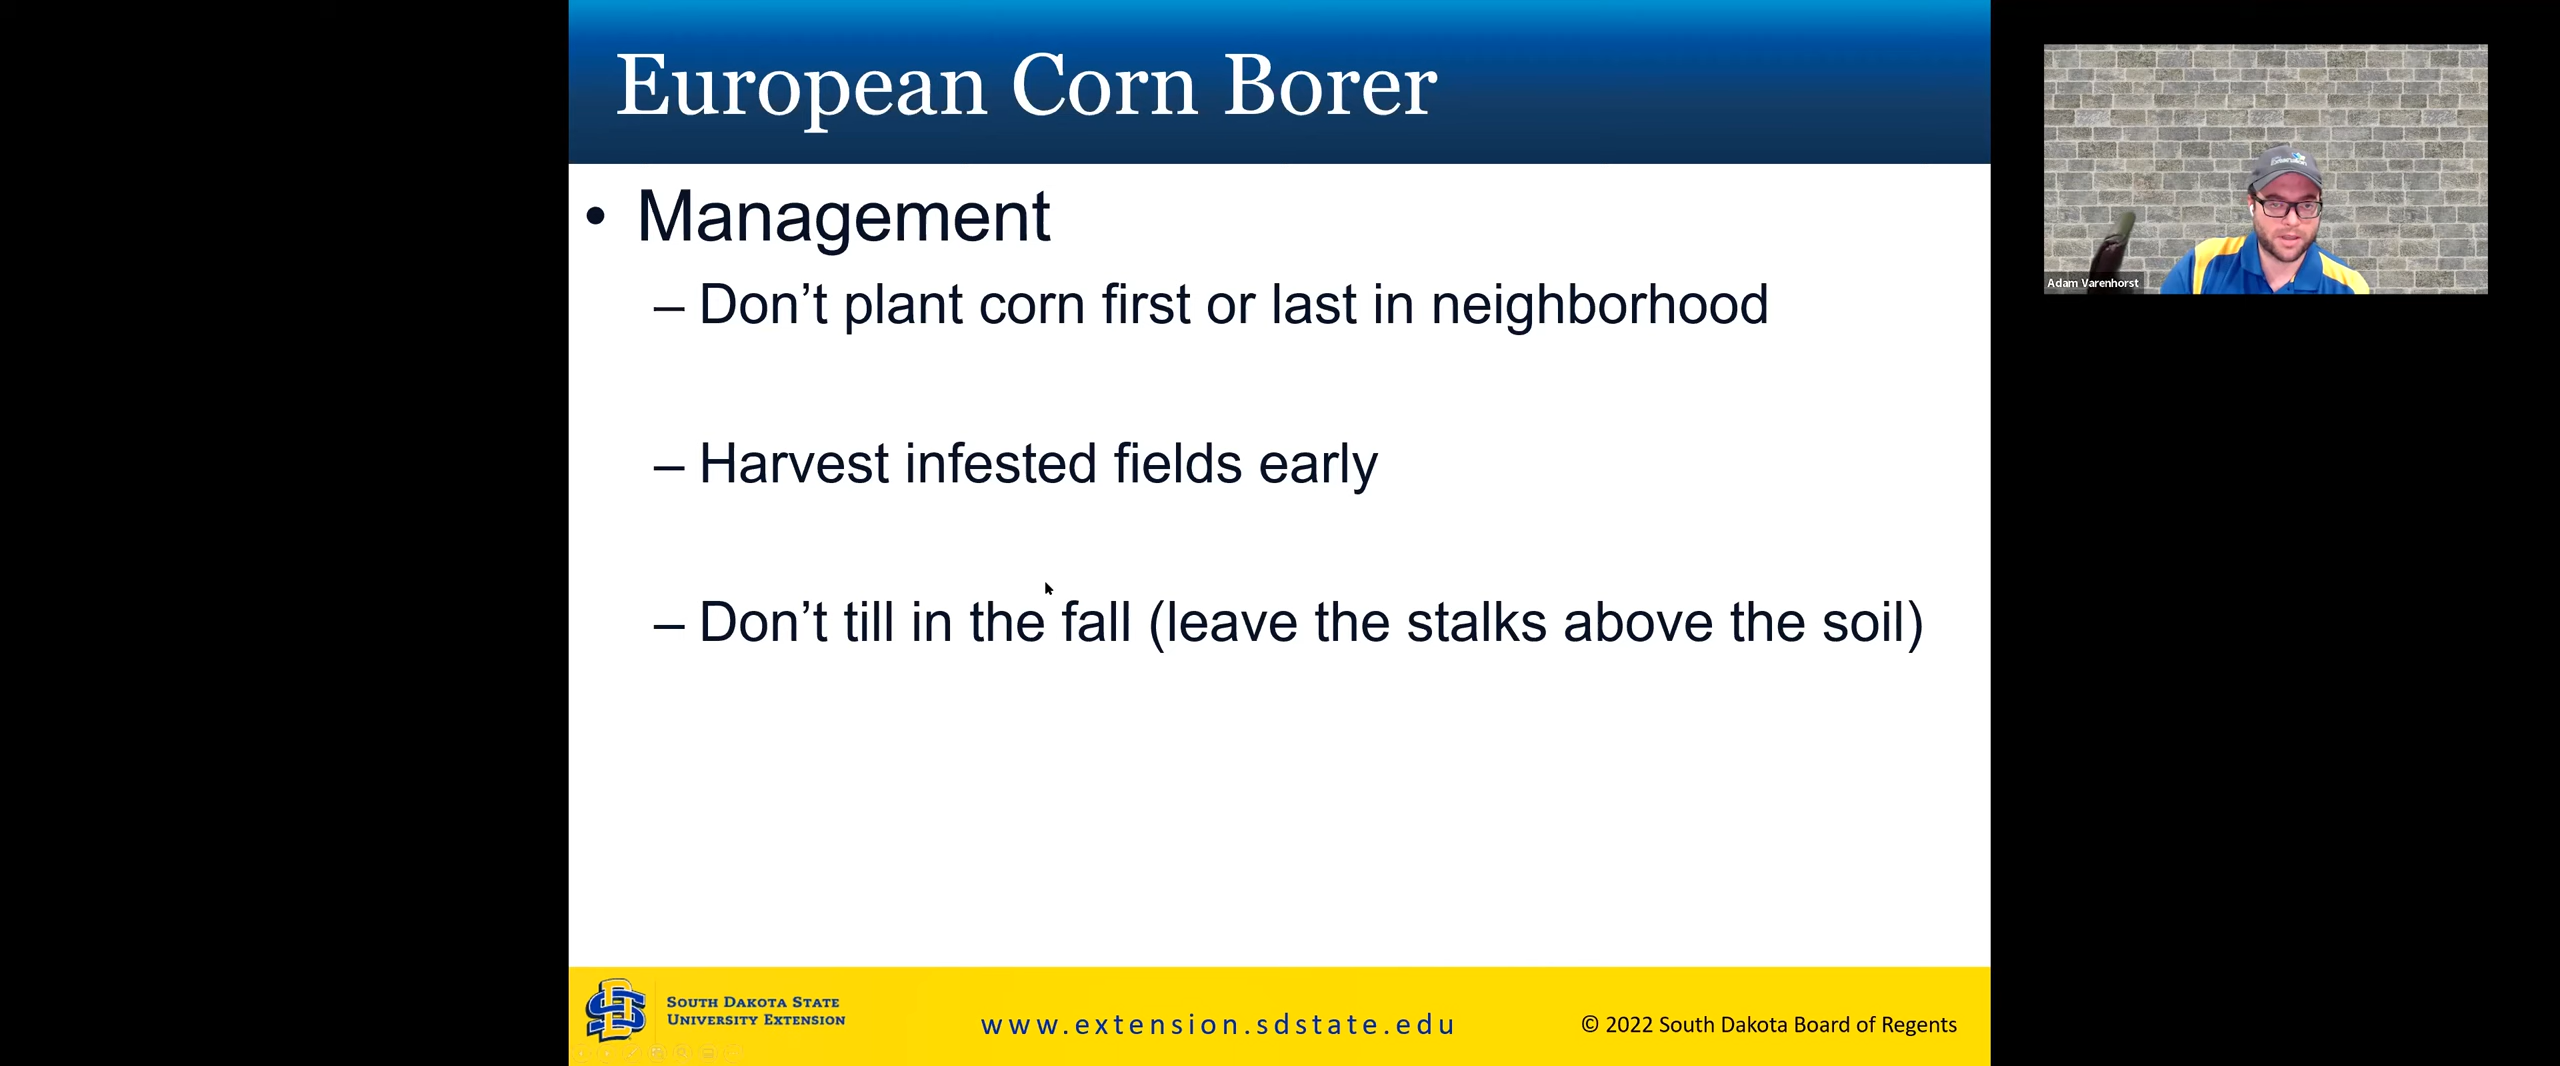 European Corn Borer
• Management
– Don’t plant corn first or last in neighborhood
– Harvest infested fields early
– Don’t till in the fall (leave the stalks above the soil)
Adam Varenhorst
SOUTH DAKOTA STATE
UNIVERSITY EXTENSION
www.extension.sdstate.edu
© 2022 South Dakota Board of Regents